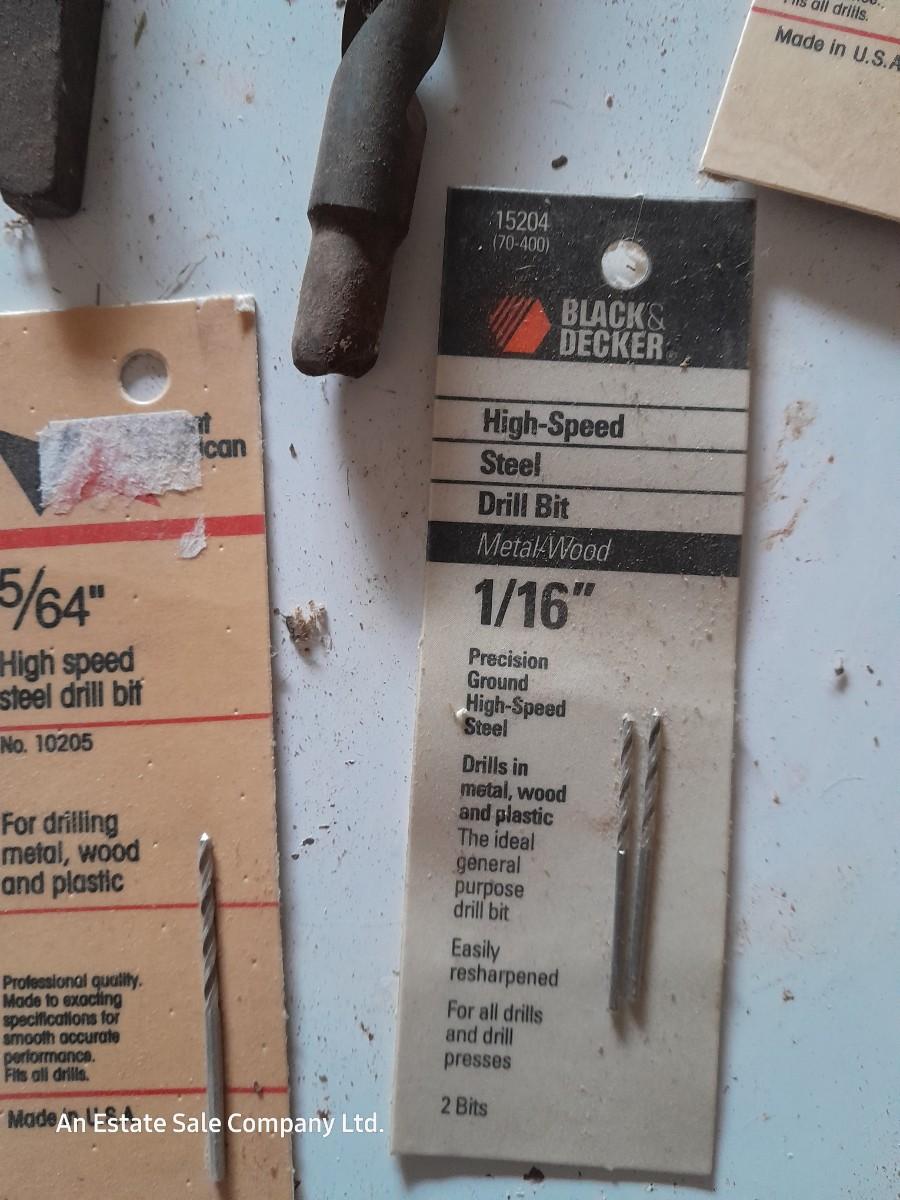 Fits all drills.
Made in U.S.A
15204
(70-400)
BLACK&
DECKER
High-Speed
Steel
Drill Bit
Metal-Wood
1/16"
Precision
Ground
High-Speed
Steel
Drills in
metal, wood
and plastic
The ideal
general
purpose
drill bit
Easily
resharpened
For all drills
and drill
presses
2 Bits
5/64"
High speed
steel drill bit
No. 10205
For drilling
metal, wood
and plastic
Professional quality.
Made to exacting
specifications for
smooth accurate
performance.
Fits all drills.
Made in U.S.A.
An Estate Sale Company Ltd.